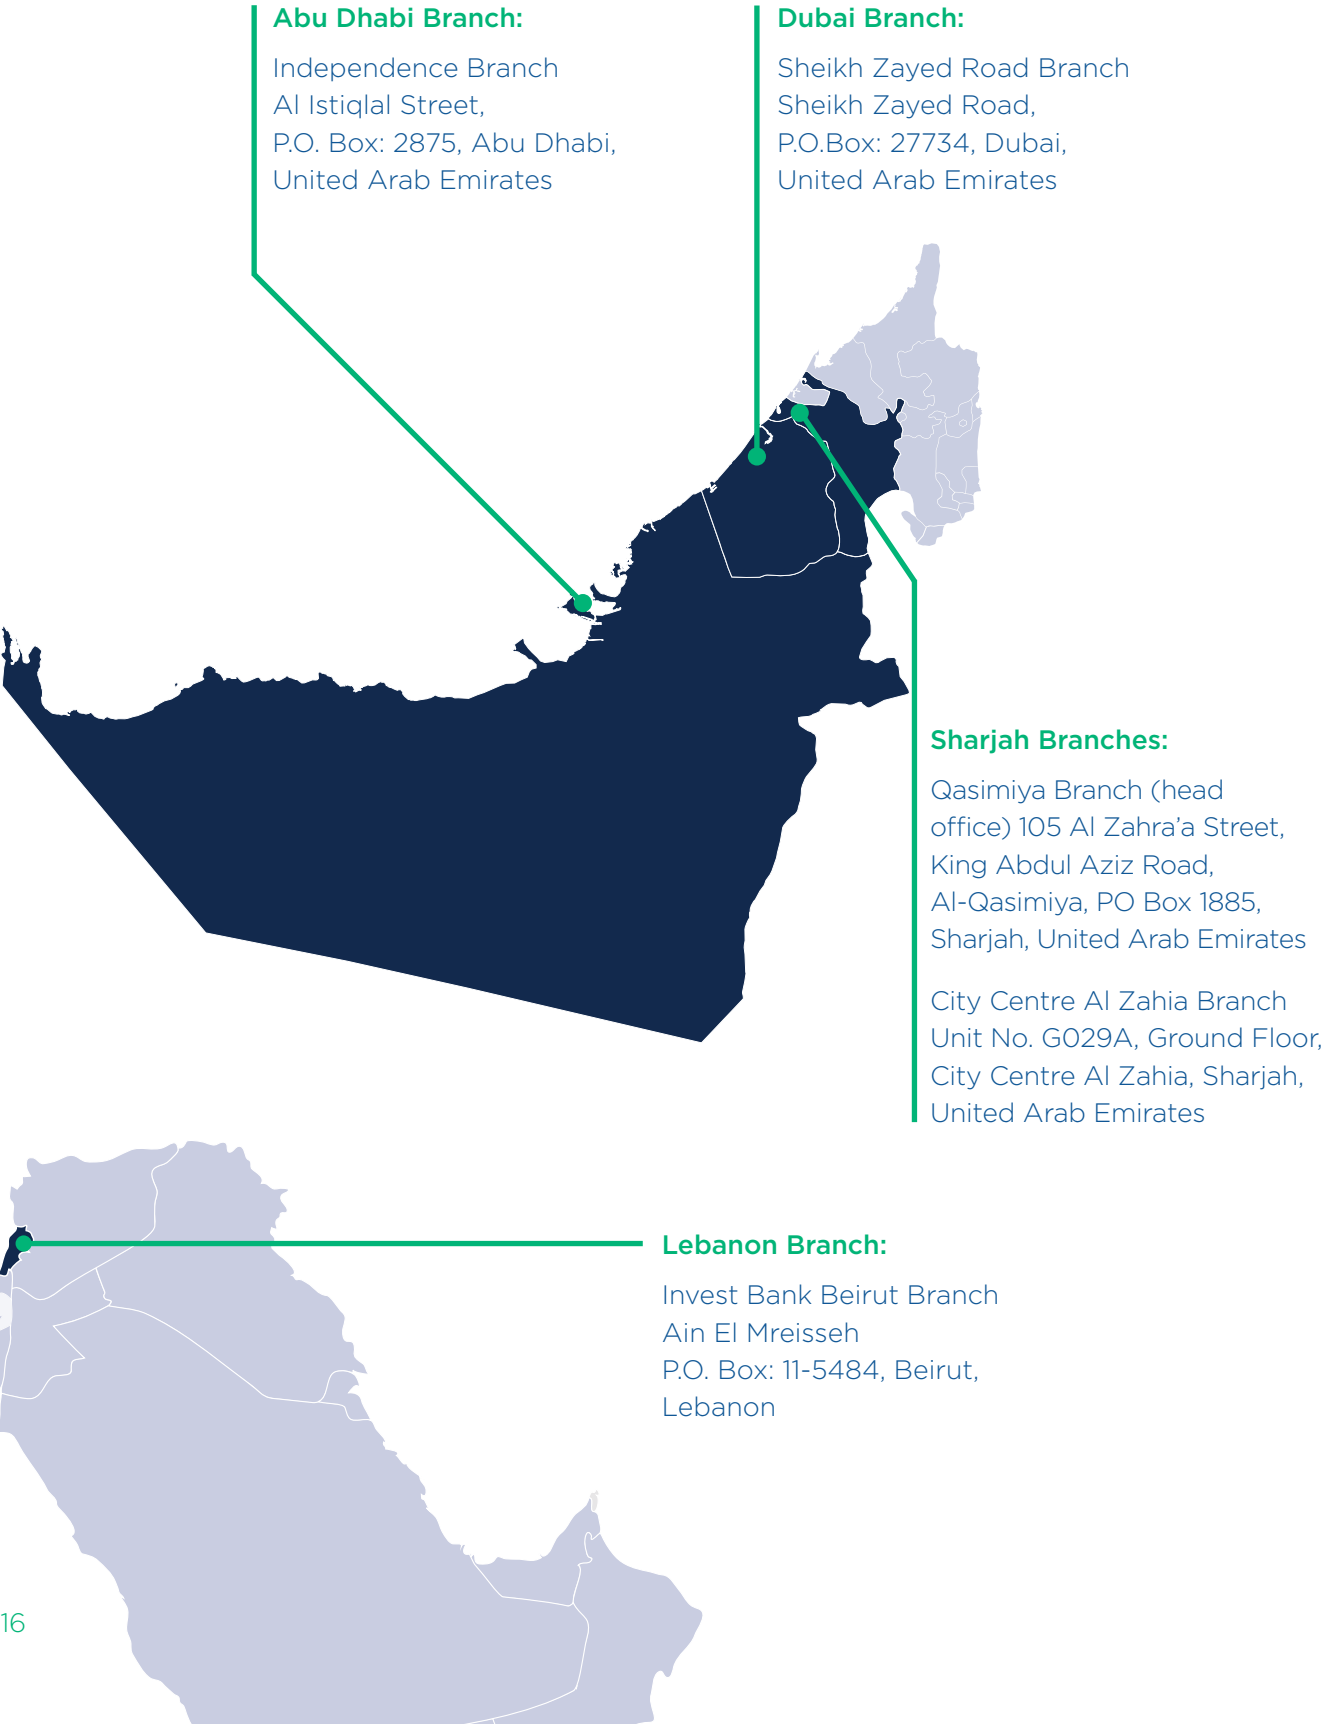 Abu Dhabi Branch:
Independence Branch
Al Istiqlal Street,
P.O. Box: 2875, Abu Dhabi,
United Arab Emirates
Dubai Branch:
Sheikh Zayed Road Branch
Sheikh Zayed Road,
P.O.Box: 27734, Dubai,
United Arab Emirates
Sharjah Branches:
Qasimiya Branch (head
office) 105 Al Zahra’a Street,
King Abdul Aziz Road,
Al-Qasimiya, PO Box 1885,
Sharjah, United Arab Emirates
City Centre Al Zahia Branch
Unit No. G029A, Ground Floor,
City Centre Al Zahia, Sharjah,
United Arab Emirates
Lebanon Branch:
Invest Bank Beirut Branch
Ain El Mreisseh
P.O. Box: 11-5484, Beirut,
Lebanon
16